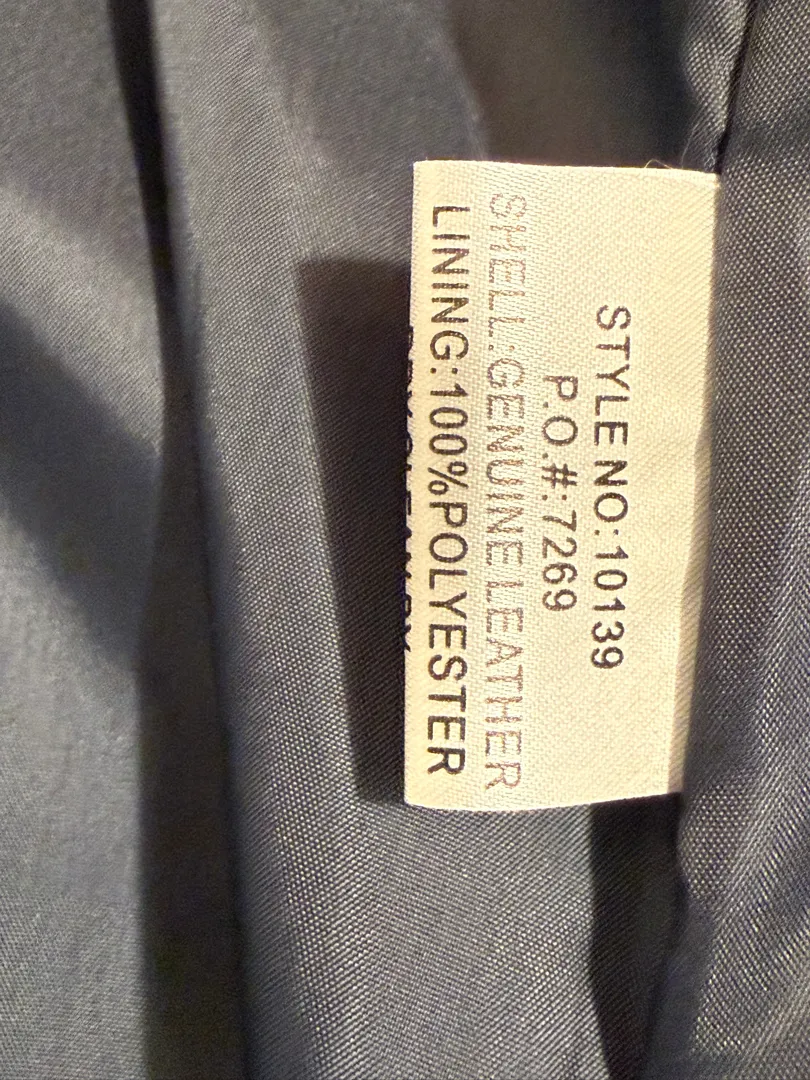 STYLE NO:10139
P.O.#:7269
SHELL:GENUINE LEATHER
LINING:100%POLYESTER